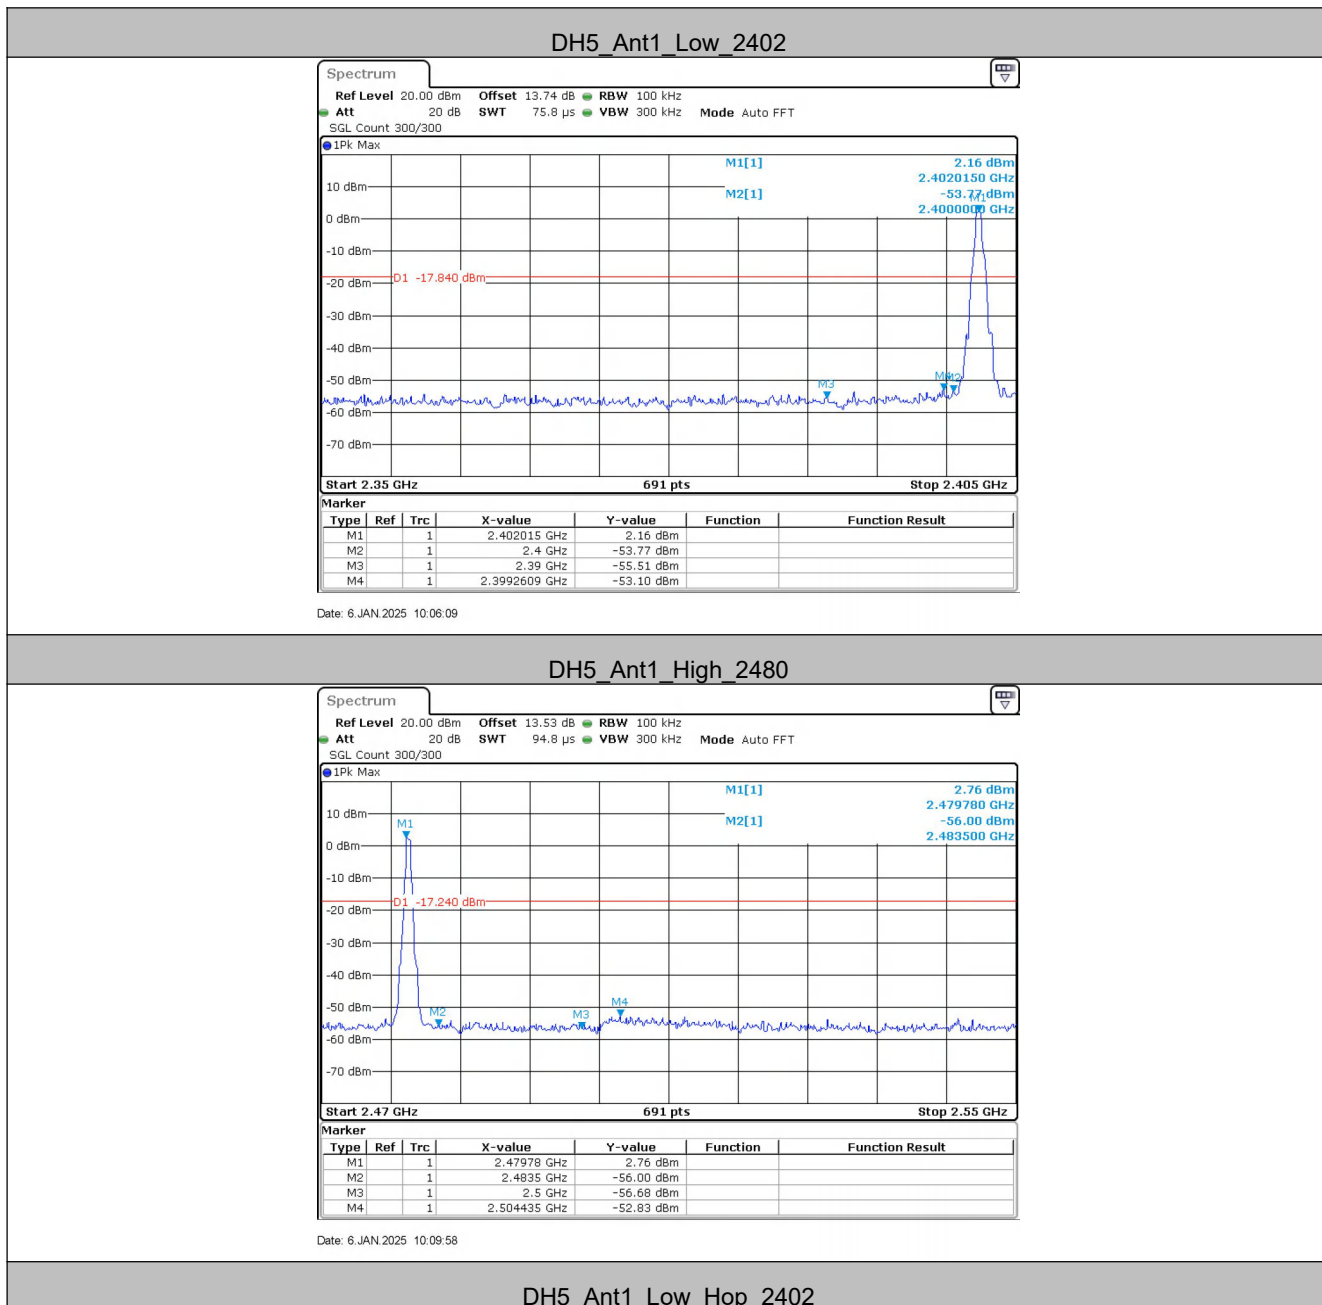 DH5_Ant1_Low_2402
Spectrum
Ref Level 20.00 dBm Offset 13.74 dB RBW 100 kHz
Att 20 dB SWT 75.8 µs VBW 300 kHz Mode Auto FFT
SGL Count 300/300
1Pk Max
M1[1] 2.16 dBm
2.4020150 GHz
M2[1] -53.77 dBm
2.4000000 GHz
M1
10 dBm
0 dBm
-10 dBm
D1 -17.840 dBm
-20 dBm
-30 dBm
-40 dBm
-50 dBm
M3 M4 M2
-60 dBm
-70 dBm
Start 2.35 GHz 691 pts Stop 2.405 GHz
Marker
Type Ref Trc X-value Y-value Function Function Result
M1 1 2.402015 GHz 2.16 dBm
M2 1 2.4 GHz -53.77 dBm
M3 1 2.39 GHz -55.51 dBm
M4 1 2.3992609 GHz -53.10 dBm
Date: 6.JAN.2025 10:06:09
DH5_Ant1_High_2480
Spectrum
Ref Level 20.00 dBm Offset 13.53 dB RBW 100 kHz
Att 20 dB SWT 94.8 µs VBW 300 kHz Mode Auto FFT
SGL Count 300/300
1Pk Max
M1[1] 2.76 dBm
2.479780 GHz
M2[1] -56.00 dBm
2.483500 GHz
10 dBm
M1
0 dBm
-10 dBm
D1 -17.240 dBm
-20 dBm
-30 dBm
-40 dBm
-50 dBm
M2 M3 M4
-60 dBm
-70 dBm
Start 2.47 GHz 691 pts Stop 2.55 GHz
Marker
Type Ref Trc X-value Y-value Function Function Result
M1 1 2.47978 GHz 2.76 dBm
M2 1 2.4835 GHz -56.00 dBm
M3 1 2.5 GHz -56.68 dBm
M4 1 2.504435 GHz -52.83 dBm
Date: 6.JAN.2025 10:09:58
DH5_Ant1_Low_Hop_2402